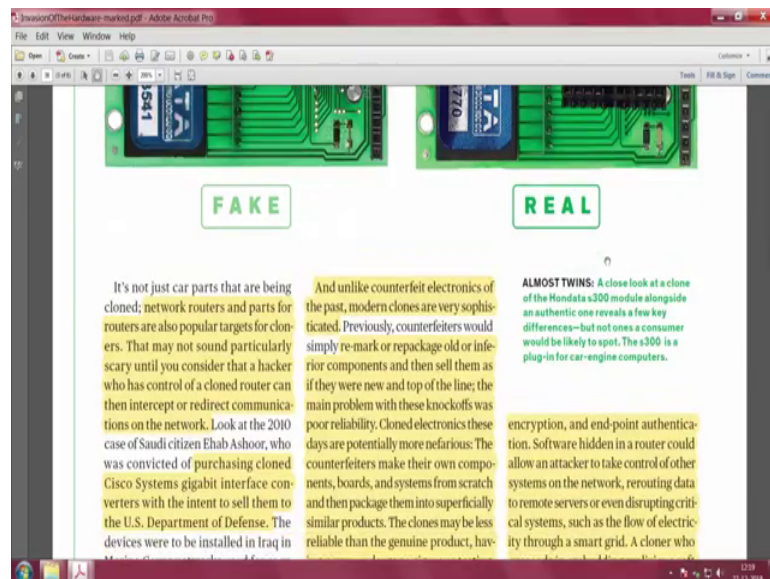 InvasionOfTheHardware-marked.pdf - Adobe Acrobat Pro
File Edit View Window Help
Open Create Customize
Tools Fill & Sign Comment
3541
770
FAKE
REAL
It's not just car parts that are being
cloned; network routers and parts for
routers are also popular targets for clon-
ers. That may not sound particularly
scary until you consider that a hacker
who has control of a cloned router can
then intercept or redirect communica-
tions on the network. Look at the 2010
case of Saudi citizen Ehab Ashoor, who
was convicted of purchasing cloned
Cisco Systems gigabit interface con-
verters with the intent to sell them to
the U.S. Department of Defense. The
devices were to be installed in Iraq in
And unlike counterfeit electronics of
the past, modern clones are very sophis-
ticated. Previously, counterfeiters would
simply re-mark or repackage old or infe-
rior components and then sell them as
if they were new and top of the line; the
main problem with these knockoffs was
poor reliability. Cloned electronics these
days are potentially more nefarious: The
counterfeiters make their own compo-
nents, boards, and systems from scratch
and then package them into superficially
similar products. The clones may be less
reliable than the genuine product, hav-
ALMOST TWINS: A close look at a clone
of the Hondata s300 module alongside
an authentic one reveals a few key
differences—but not ones a consumer
would be likely to spot. The s300 is a
plug-in for car-engine computers.
encryption, and end-point authentica-
tion. Software hidden in a router could
allow an attacker to take control of other
systems on the network, rerouting data
to remote servers or even disrupting criti-
cal systems, such as the flow of electric-
ity through a smart grid. A cloner who
12:19